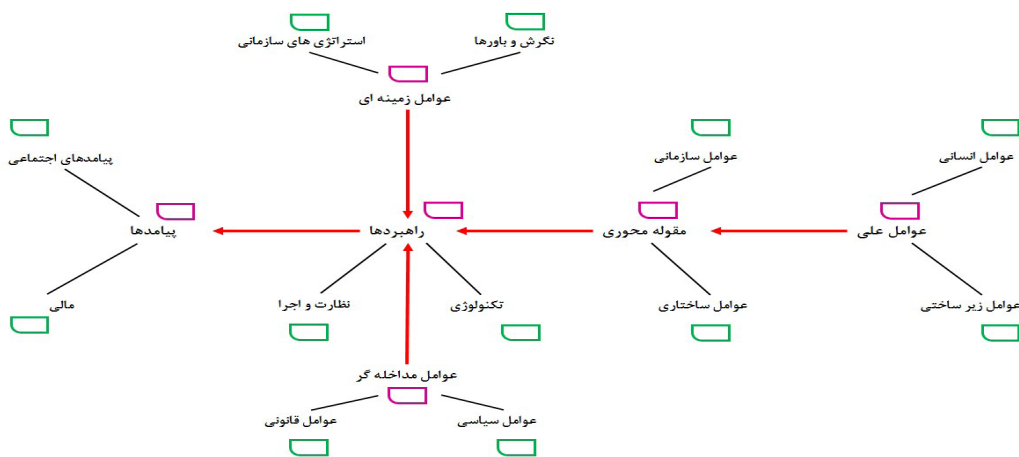 نگرش و باورها
استراتژی های سازمانی
عوامل زمینه ای
عوامل انسانی
عوامل سازمانی
پیامدهای اجتماعی
عوامل علی
مقوله محوری
راهبردها
پیامدها
عوامل زیر ساختی
عوامل ساختاری
تکنولوژی
نظارت و اجرا
مالی
عوامل مداخله گر
عوامل سیاسی
عوامل قانونی